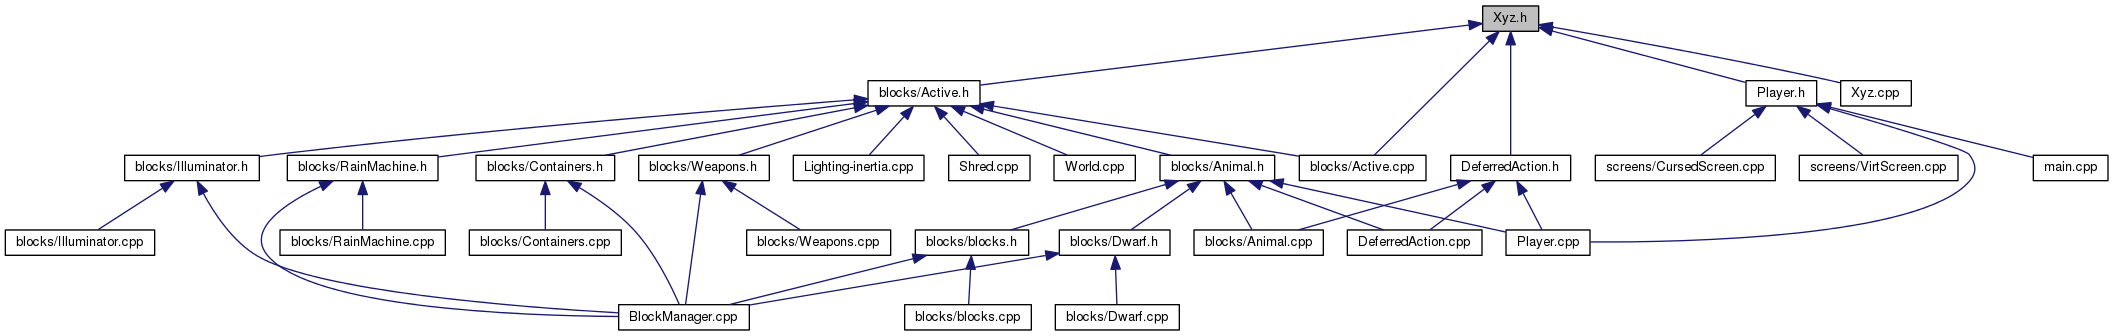 Xyz.h
blocks/Active.h
Player.h
Xyz.cpp
blocks/Illuminator.h
blocks/RainMachine.h
blocks/Containers.h
blocks/Weapons.h
Lighting-inertia.cpp
Shred.cpp
World.cpp
blocks/Animal.h
blocks/Active.cpp
DeferredAction.h
screens/CursedScreen.cpp
screens/VirtScreen.cpp
main.cpp
blocks/Illuminator.cpp
blocks/RainMachine.cpp
blocks/Containers.cpp
blocks/Weapons.cpp
blocks/blocks.h
blocks/Dwarf.h
blocks/Animal.cpp
DeferredAction.cpp
Player.cpp
BlockManager.cpp
blocks/blocks.cpp
blocks/Dwarf.cpp